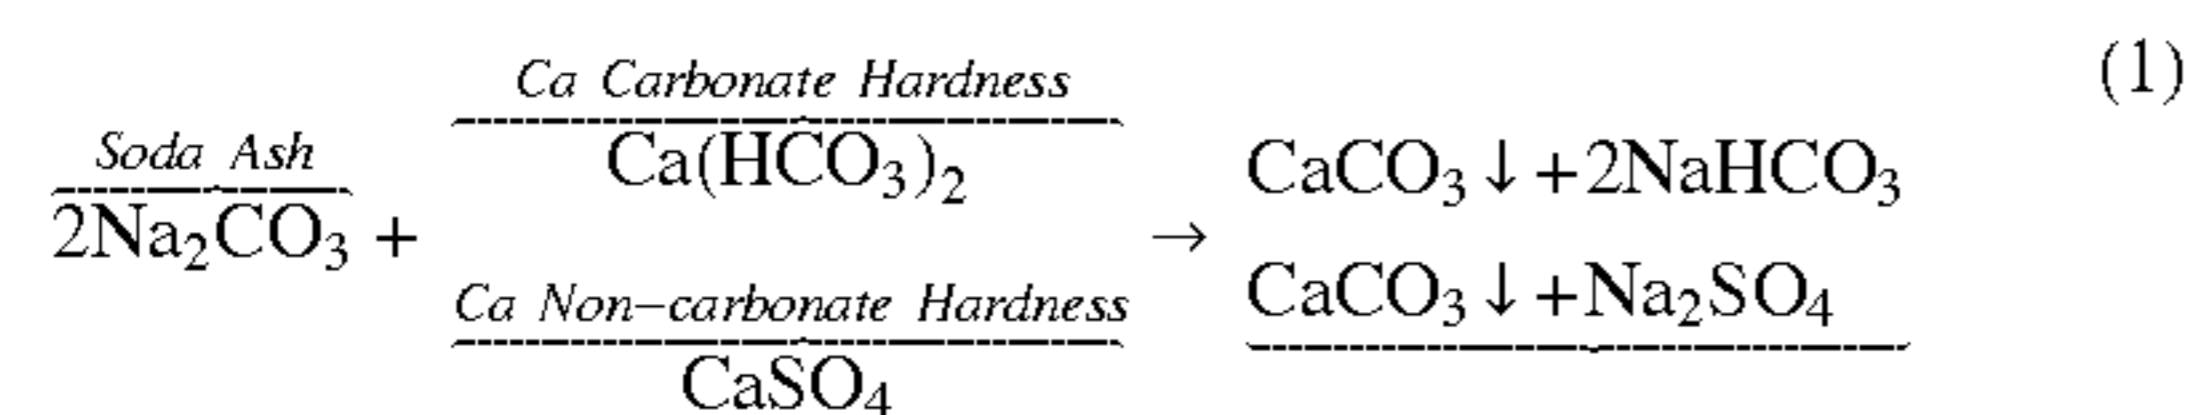 (1)
Ca Carbonate Hardness
Soda Ash
Ca(HCO₃)₂
CaCO₃↓+2NaHCO₃
2Na₂CO₃ + →
CaCO₃↓+Na₂SO₄
Ca Non–carbonate Hardness
CaSO₄